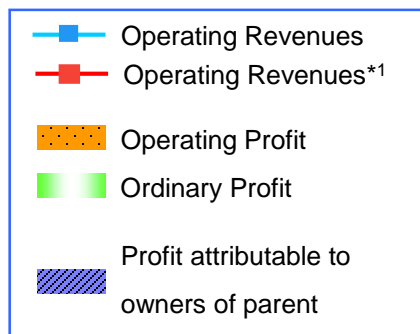 Operating Revenues
Operating Revenues*1
Operating Profit
Ordinary Profit
Profit attributable to
owners of parent